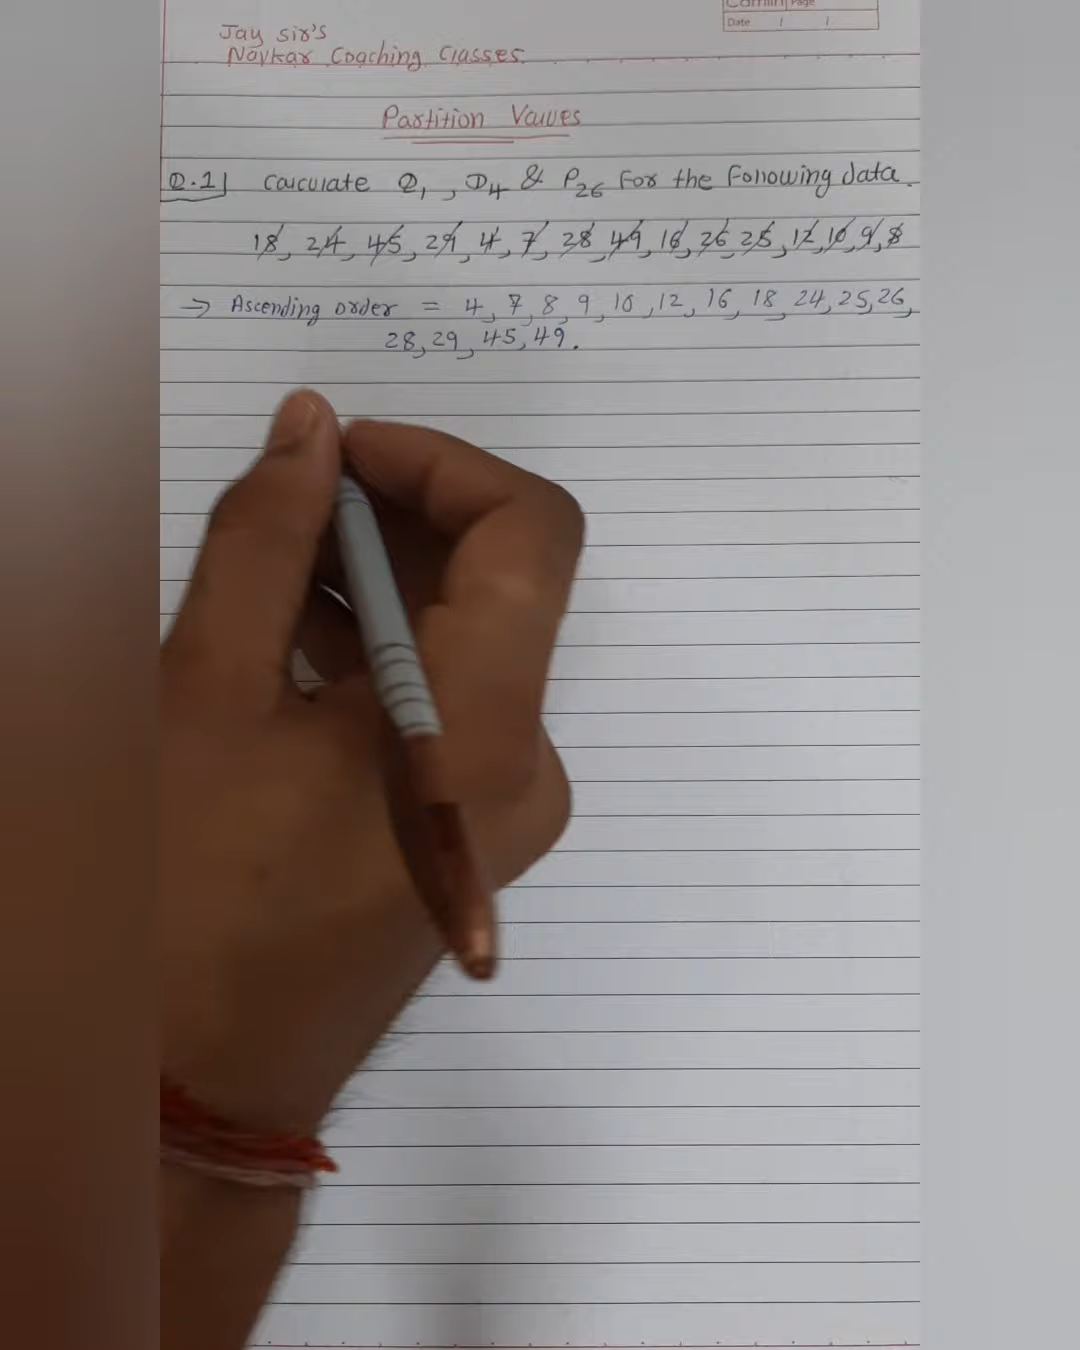 Page
Date / /
Jay sir's
Navkar Coaching Classes.
Partition Values
Q.1] Calculate Q₁, D₄ & P₂₆ For the Following data.
18, 24, 45, 29, 4, 7, 28, 49, 16, 26, 25, 12, 10, 9, 8
→ Ascending order = 4, 7, 8, 9, 10, 12, 16, 18, 24, 25, 26,
28, 29, 45, 49.